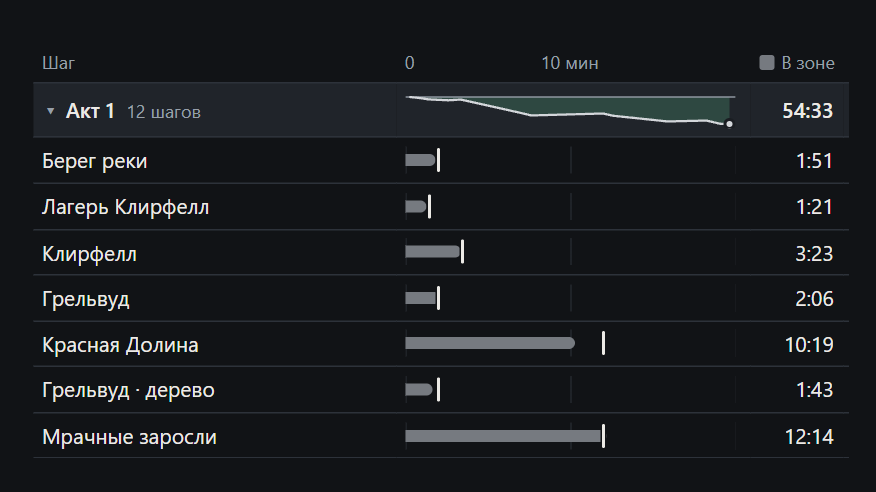 Шаг 0 10 мин В зоне
Акт 1 12 шагов 54:33
Берег реки 1:51
Лагерь Клирфелл 1:21
Клирфелл 3:23
Грельвуд 2:06
Красная Долина 10:19
Грельвуд · дерево 1:43
Мрачные заросли 12:14